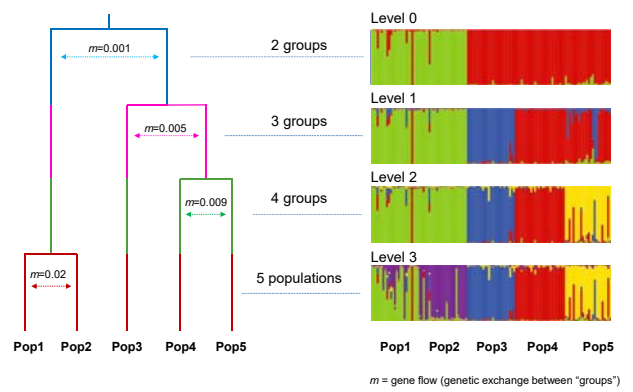 Level 0
m=0.001
2 groups
Level 1
m=0.005
3 groups
Level 2
m=0.009
4 groups
Level 3
m=0.02
5 populations
Pop1 Pop2 Pop3 Pop4 Pop5
Pop1 Pop2 Pop3 Pop4 Pop5
m = gene flow (genetic exchange between “groups”)